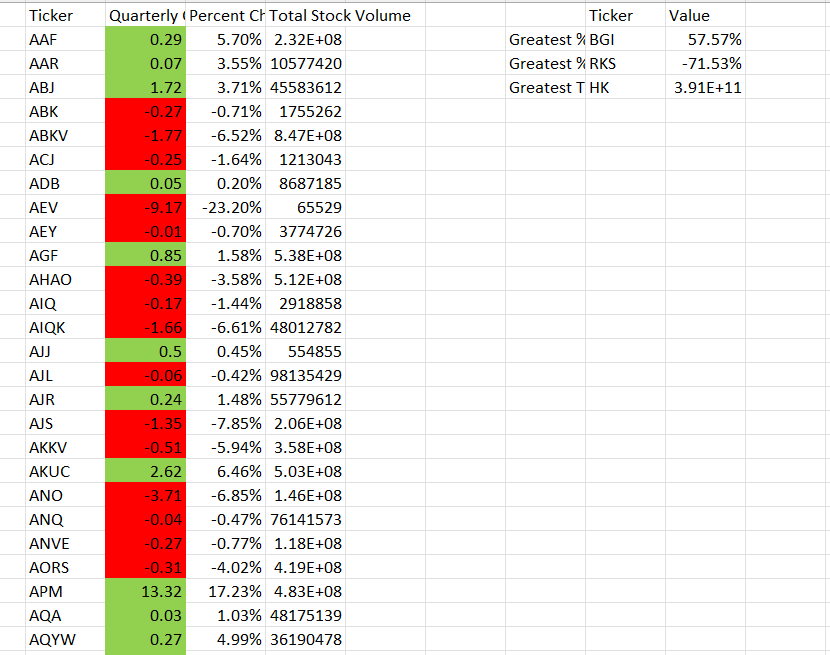 Ticker Quarterly Percent Ch Total Stock Volume Ticker Value
AAF 0.29 5.70% 2.32E+08 Greatest % BGI 57.57%
AAR 0.07 3.55% 10577420 Greatest % RKS -71.53%
ABJ 1.72 3.71% 45583612 Greatest T HK 3.91E+11
ABK -0.27 -0.71% 1755262
ABKV -1.77 -6.52% 8.47E+08
ACJ -0.25 -1.64% 1213043
ADB 0.05 0.20% 8687185
AEV -9.17 -23.20% 65529
AEY -0.01 -0.70% 3774726
AGF 0.85 1.58% 5.38E+08
AHAO -0.39 -3.58% 5.12E+08
AIQ -0.17 -1.44% 2918858
AIQK -1.66 -6.61% 48012782
AJJ 0.5 0.45% 554855
AJL -0.06 -0.42% 98135429
AJR 0.24 1.48% 55779612
AJS -1.35 -7.85% 2.06E+08
AKKV -0.51 -5.94% 3.58E+08
AKUC 2.62 6.46% 5.03E+08
ANO -3.71 -6.85% 1.46E+08
ANQ -0.04 -0.47% 76141573
ANVE -0.27 -0.77% 1.18E+08
AORS -0.31 -4.02% 4.19E+08
APM 13.32 17.23% 4.83E+08
AQA 0.03 1.03% 48175139
AQYW 0.27 4.99% 36190478